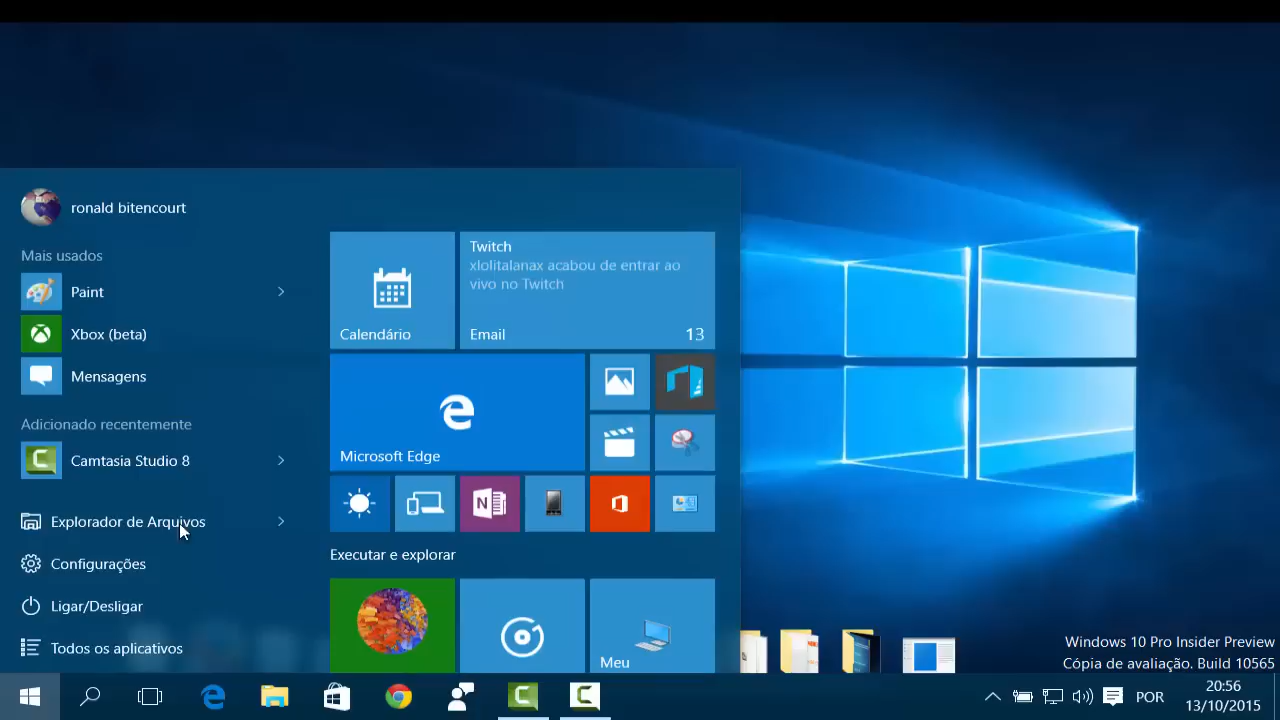 ronald bitencourt
Mais usados
Paint
Xbox (beta)
Mensagens
Adicionado recentemente
Camtasia Studio 8
Explorador de Arquivos
Configurações
Ligar/Desligar
Todos os aplicativos
Calendário
Twitch
xlolitalanax acabou de entrar ao
vivo no Twitch
Email 13
Microsoft Edge
Executar e explorar
Meu
Windows 10 Pro Insider Preview
Cópia de avaliação. Build 10565
POR
20:56
13/10/2015